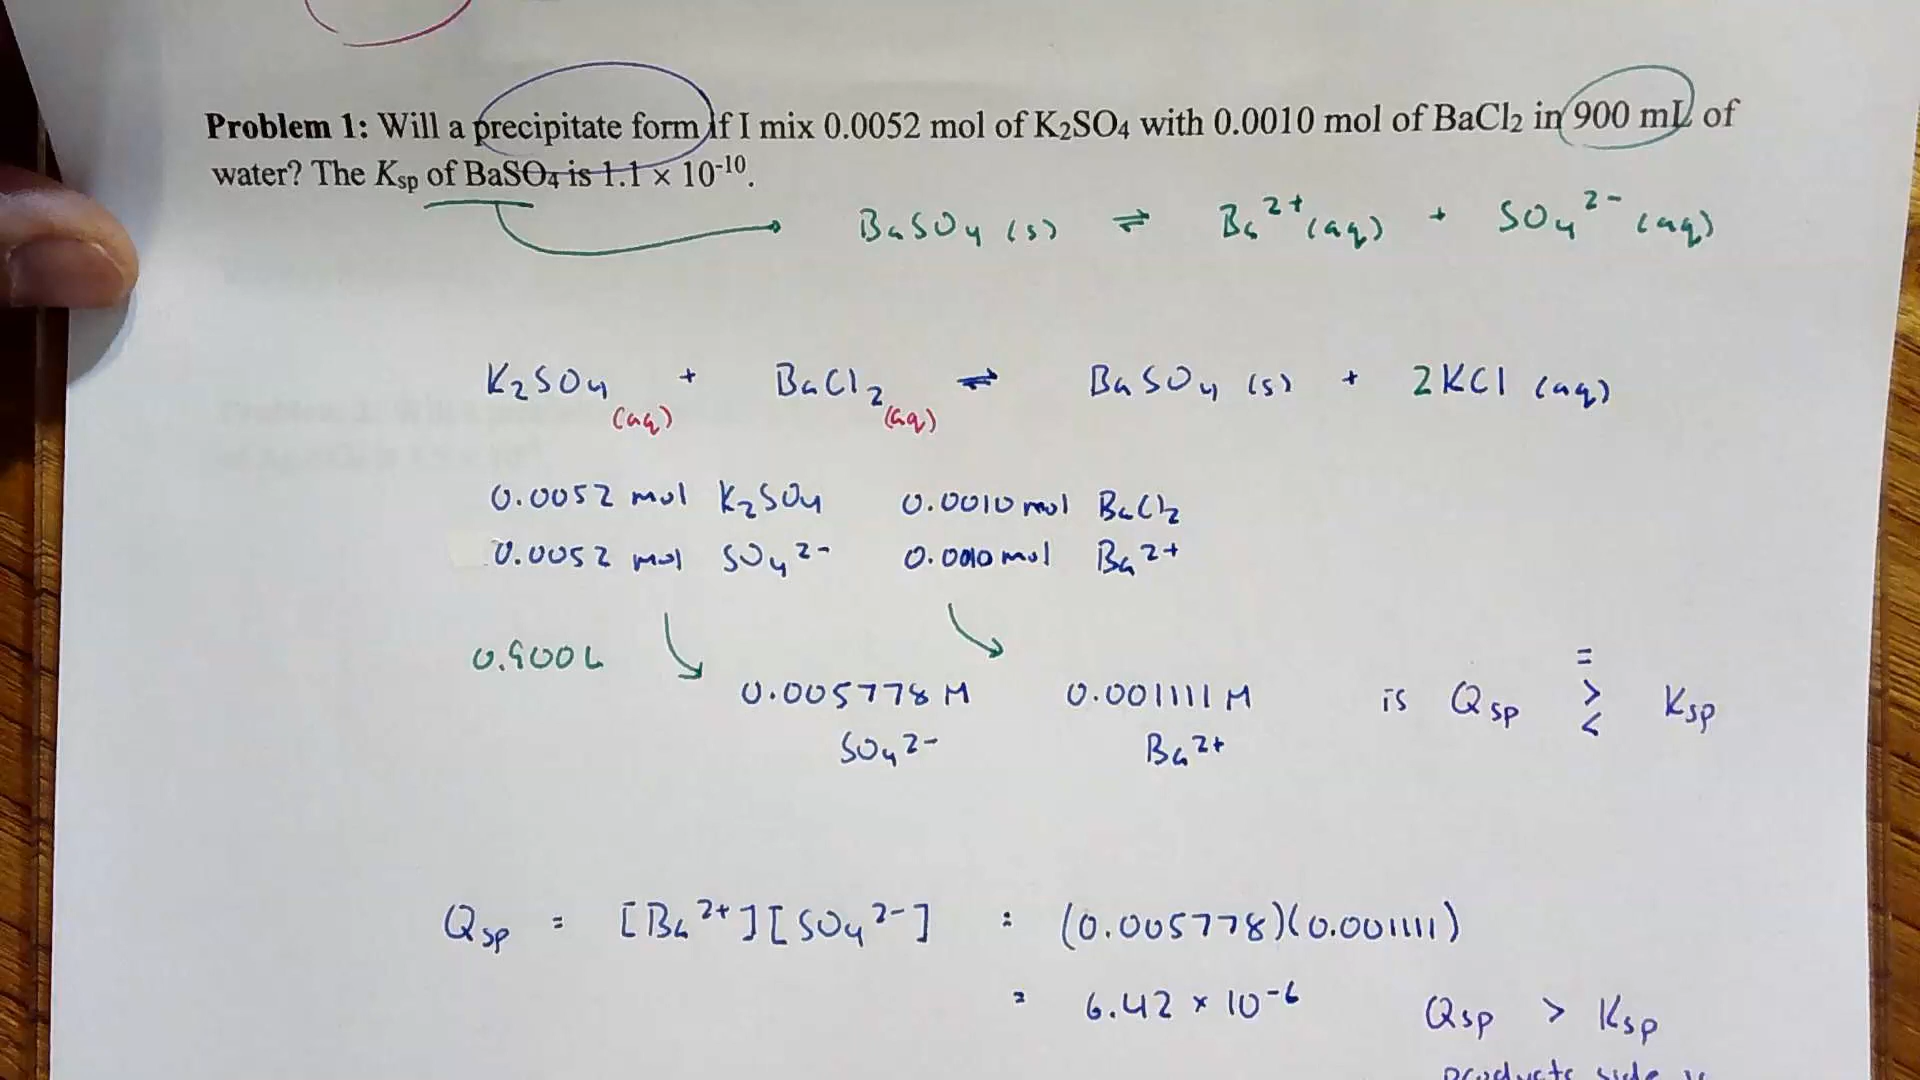 Problem 1: Will a precipitate form if I mix 0.0052 mol of K₂SO₄ with 0.0010 mol of BaCl₂ in 900 mL of
water? The Ksp of BaSO₄ is 1.1 × 10⁻¹⁰.
BaSO₄ (s) ⇌ Ba²⁺ (aq) + SO₄²⁻ (aq)
K₂SO₄ (aq) + BaCl₂ (aq) ⇌ BaSO₄ (s) + 2KCl (aq)
0.0052 mol K₂SO₄ 0.0010 mol BaCl₂
0.0052 mol SO₄²⁻ 0.0010 mol Ba²⁺
0.900L
0.005778 M 0.001111 M is Qsp = > < Ksp
SO₄²⁻ Ba²⁺
Qsp = [Ba²⁺][SO₄²⁻] = (0.005778)(0.001111)
= 6.42 × 10⁻⁶ Qsp > Ksp
products side is